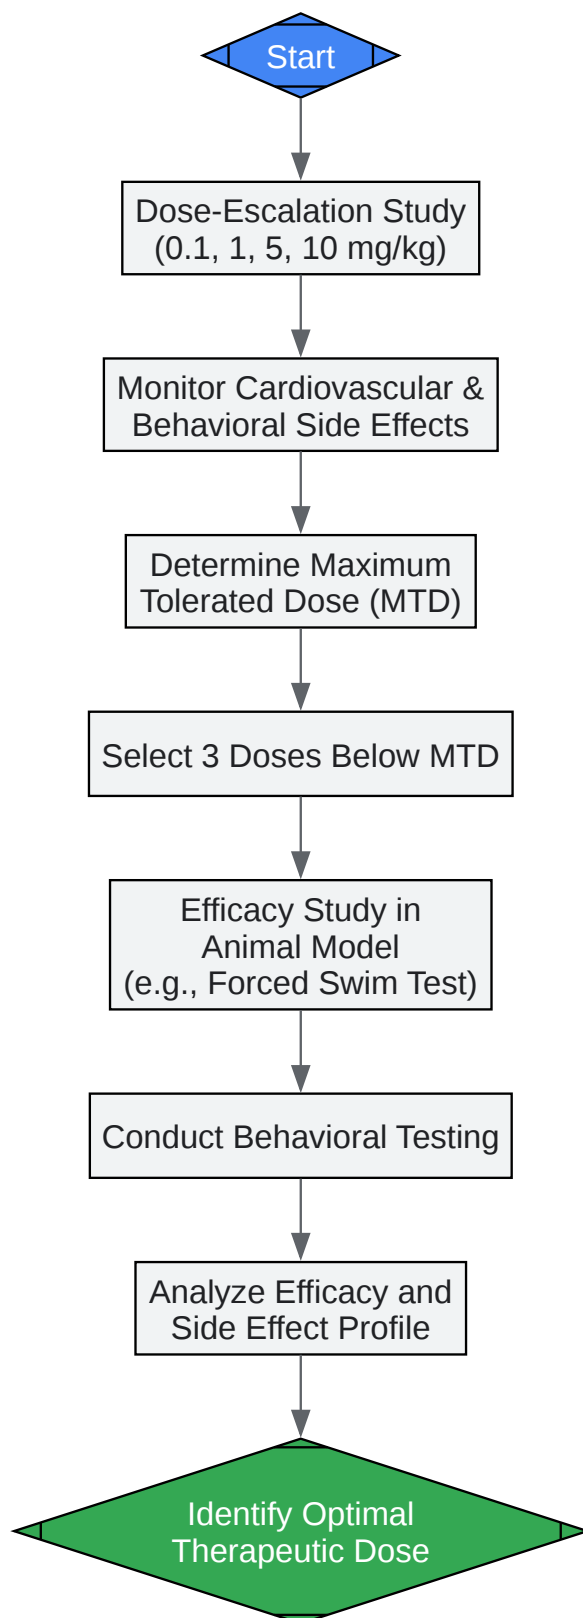 Start
Dose-Escalation Study
(0.1, 1, 5, 10 mg/kg)
Monitor Cardiovascular &
Behavioral Side Effects
Determine Maximum
Tolerated Dose (MTD)
Select 3 Doses Below MTD
Efficacy Study in
Animal Model
(e.g., Forced Swim Test)
Conduct Behavioral Testing
Analyze Efficacy and
Side Effect Profile
Identify Optimal
Therapeutic Dose